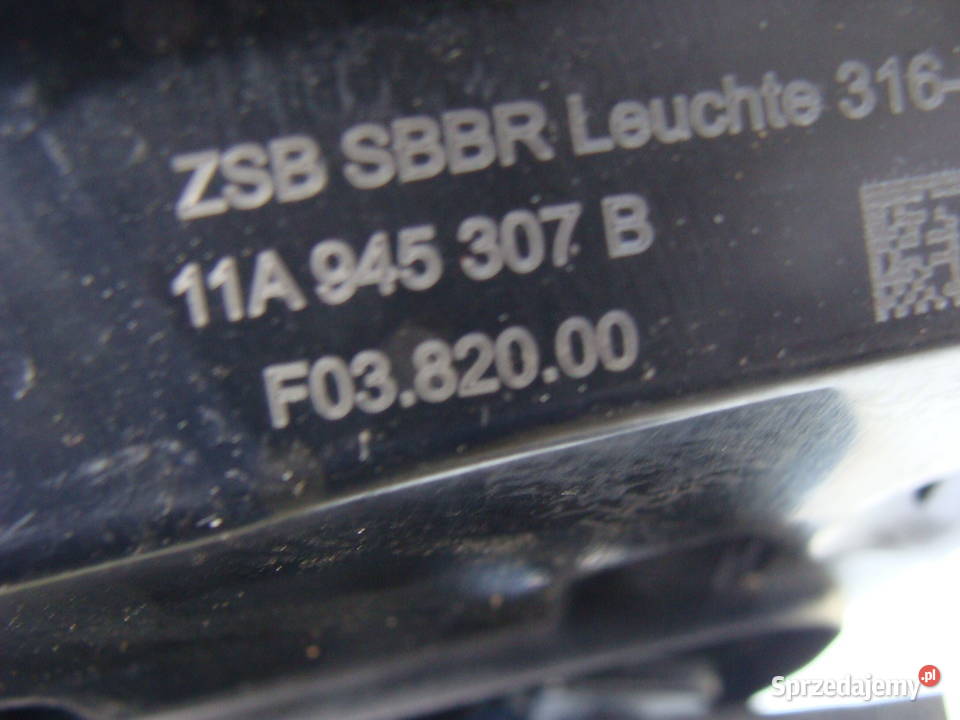 ZSB SBBR Leuchte 316-
11A 945 307 B
F03.820.00
Sprzedajemy.pl